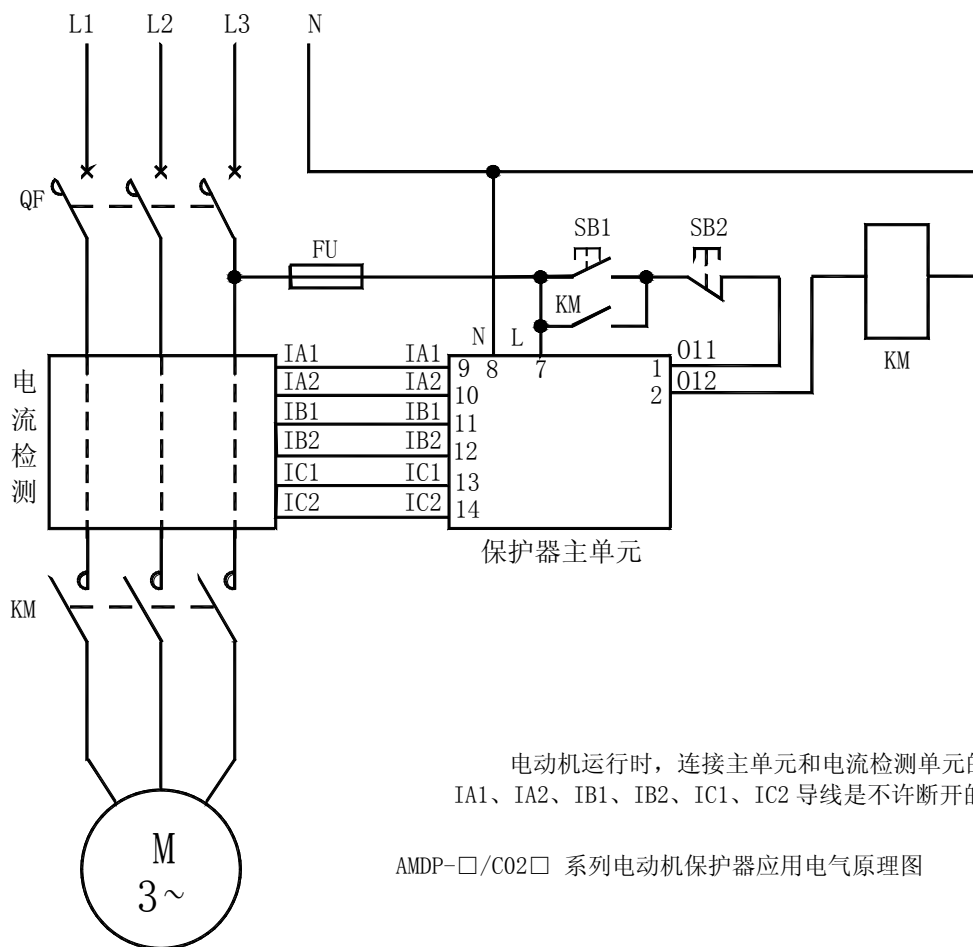 L1 L2 L3 N
QF
FU
SB1 SB2
KM
KM
N L
O11
O12
IA1 IA1 9 8 7 1
IA2 IA2 10 2
IB1 IB1 11
IB2 IB2 12
IC1 IC1 13
IC2 IC2 14
电流检测
保护器主单元
KM
电动机运行时，连接主单元和电流检测单元的
IA1、IA2、IB1、IB2、IC1、IC2 导线是不许断开的
M
3~
AMDP-□/C02□ 系列电动机保护器应用电气原理图